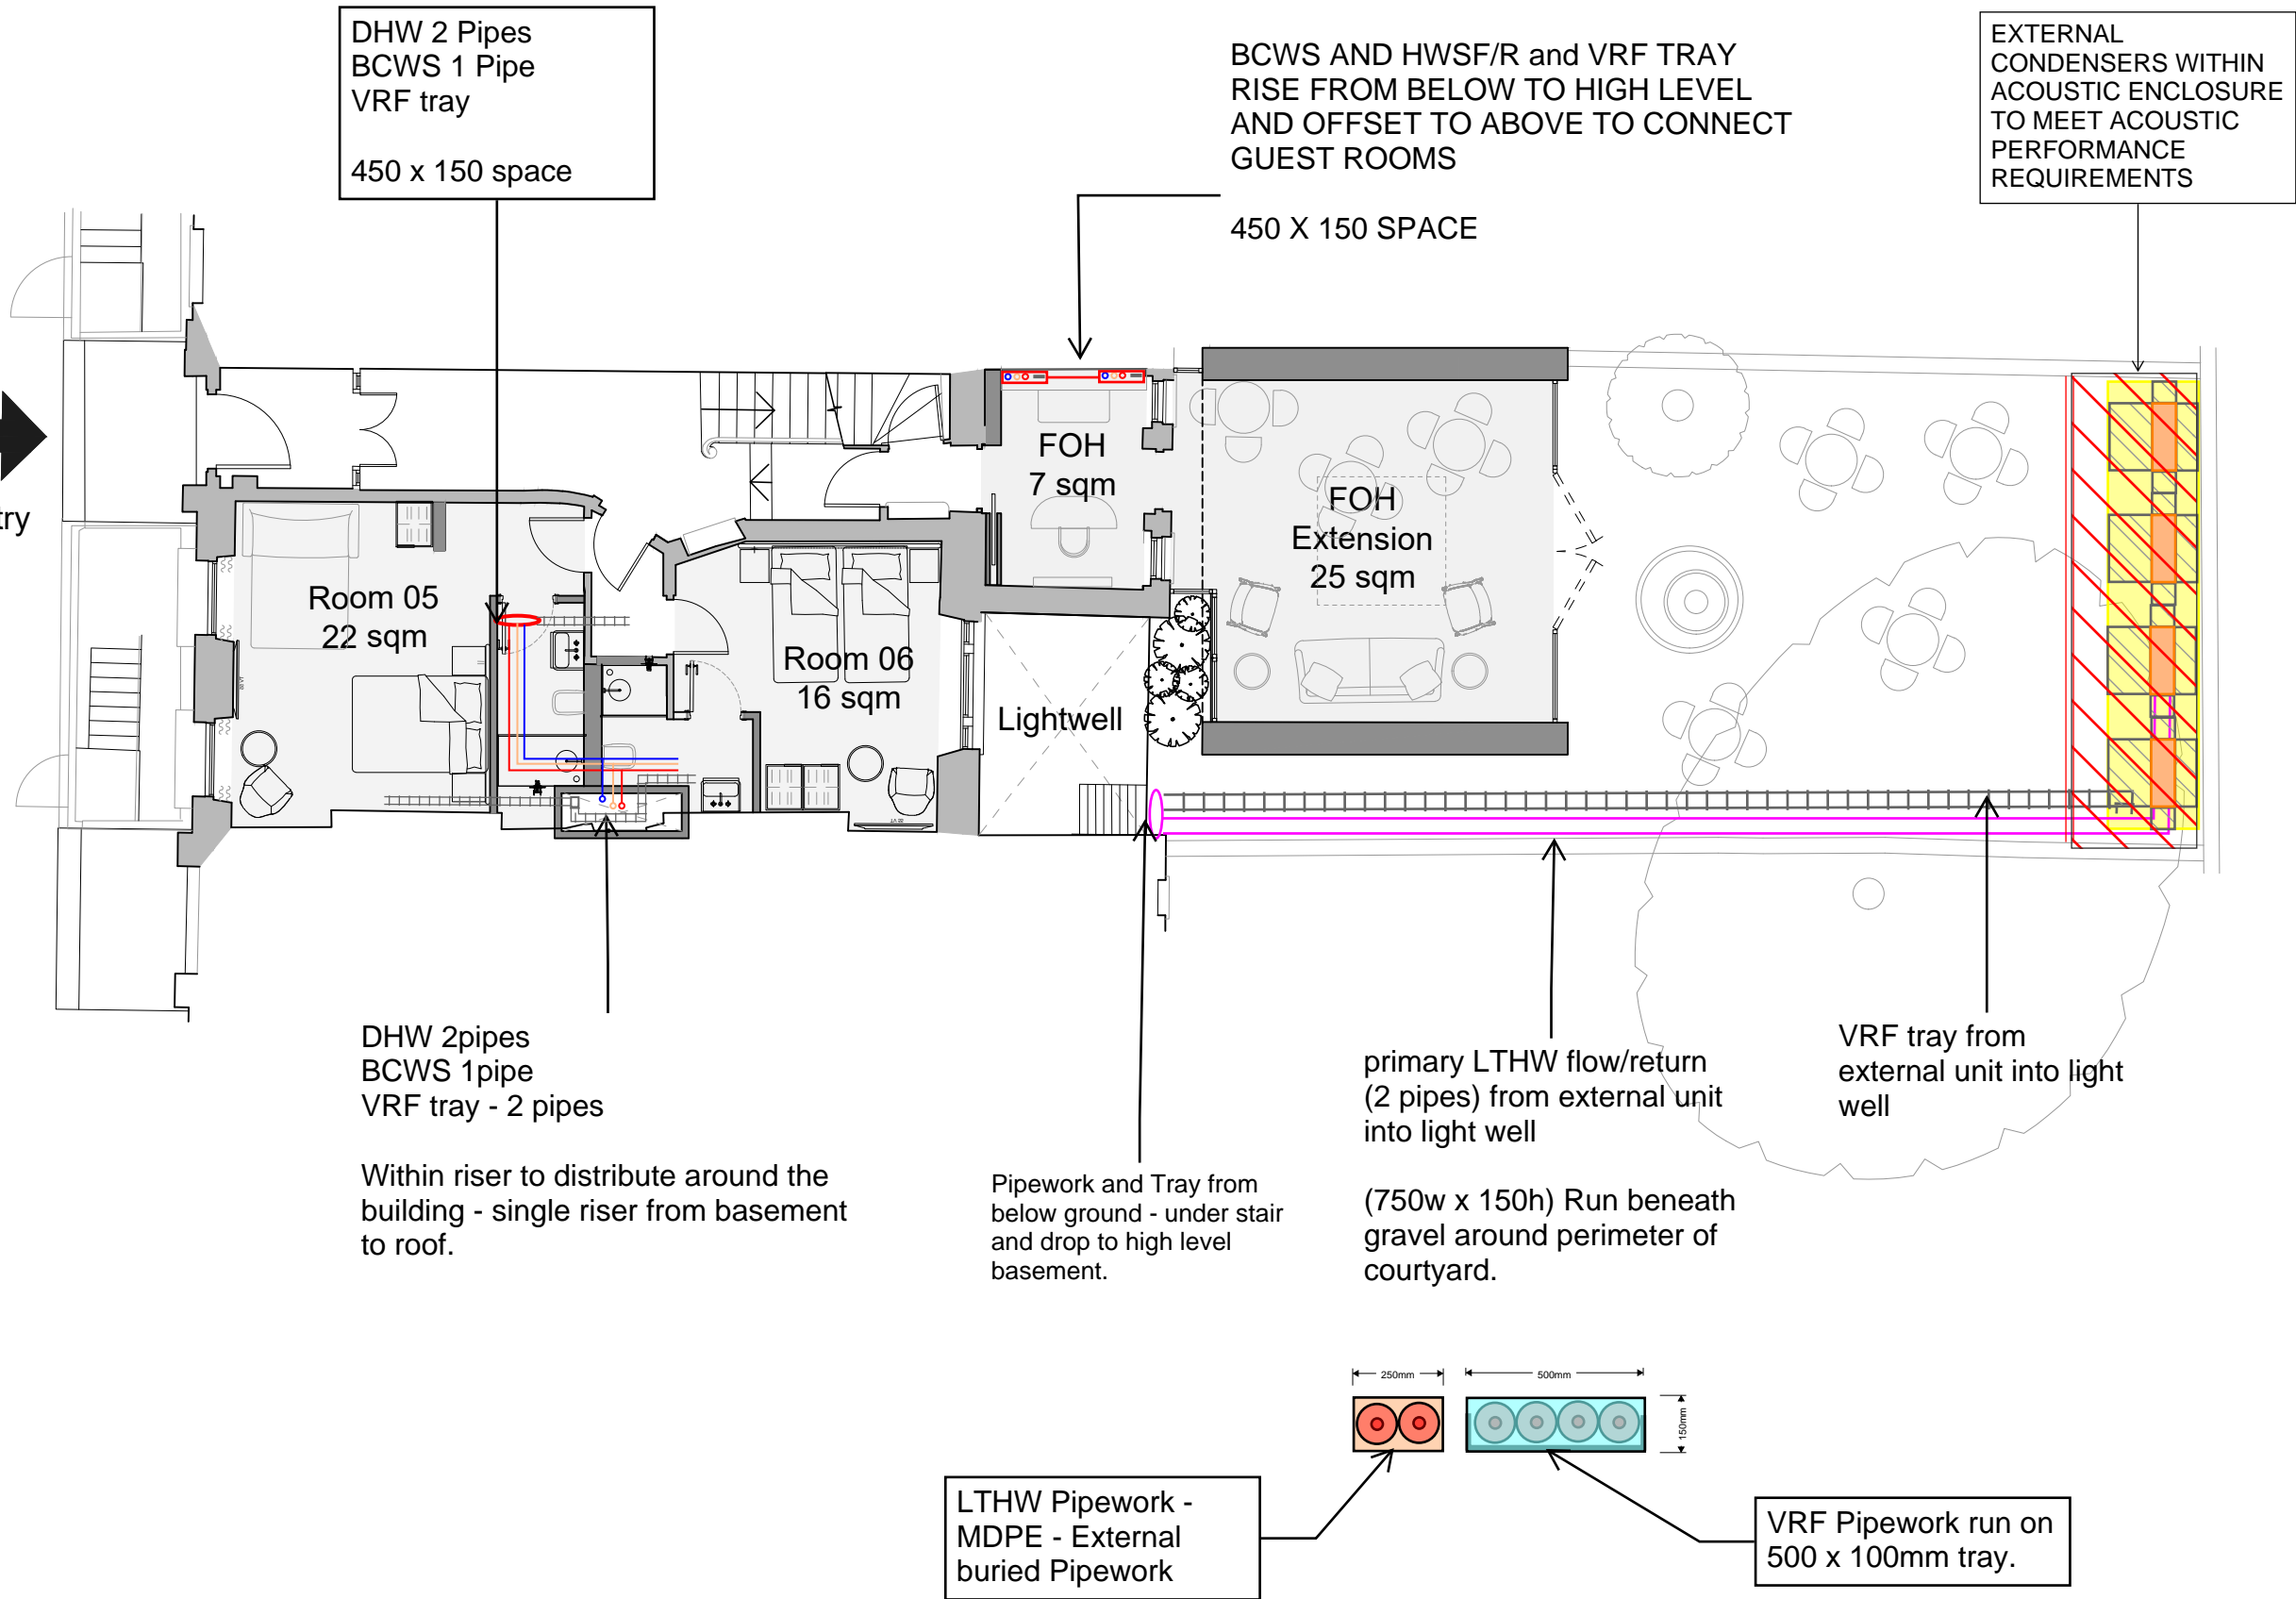 DHW 2 Pipes
BCWS 1 Pipe
VRF tray
450 x 150 space
BCWS AND HWSF/R and VRF TRAY
RISE FROM BELOW TO HIGH LEVEL
AND OFFSET TO ABOVE TO CONNECT
GUEST ROOMS
450 X 150 SPACE
EXTERNAL
CONDENSERS WITHIN
ACOUSTIC ENCLOSURE
TO MEET ACOUSTIC
PERFORMANCE
REQUIREMENTS
try
Room 05
22 sqm
Room 06
16 sqm
FOH
7 sqm
FOH
Extension
25 sqm
Lightwell
DHW 2pipes
BCWS 1pipe
VRF tray - 2 pipes
Within riser to distribute around the
building - single riser from basement
to roof.
Pipework and Tray from
below ground - under stair
and drop to high level
basement.
primary LTHW flow/return
(2 pipes) from external unit
into light well
(750w x 150h) Run beneath
gravel around perimeter of
courtyard.
VRF tray from
external unit into light
well
250mm
500mm
150mm
LTHW Pipework -
MDPE - External
buried Pipework
VRF Pipework run on
500 x 100mm tray.